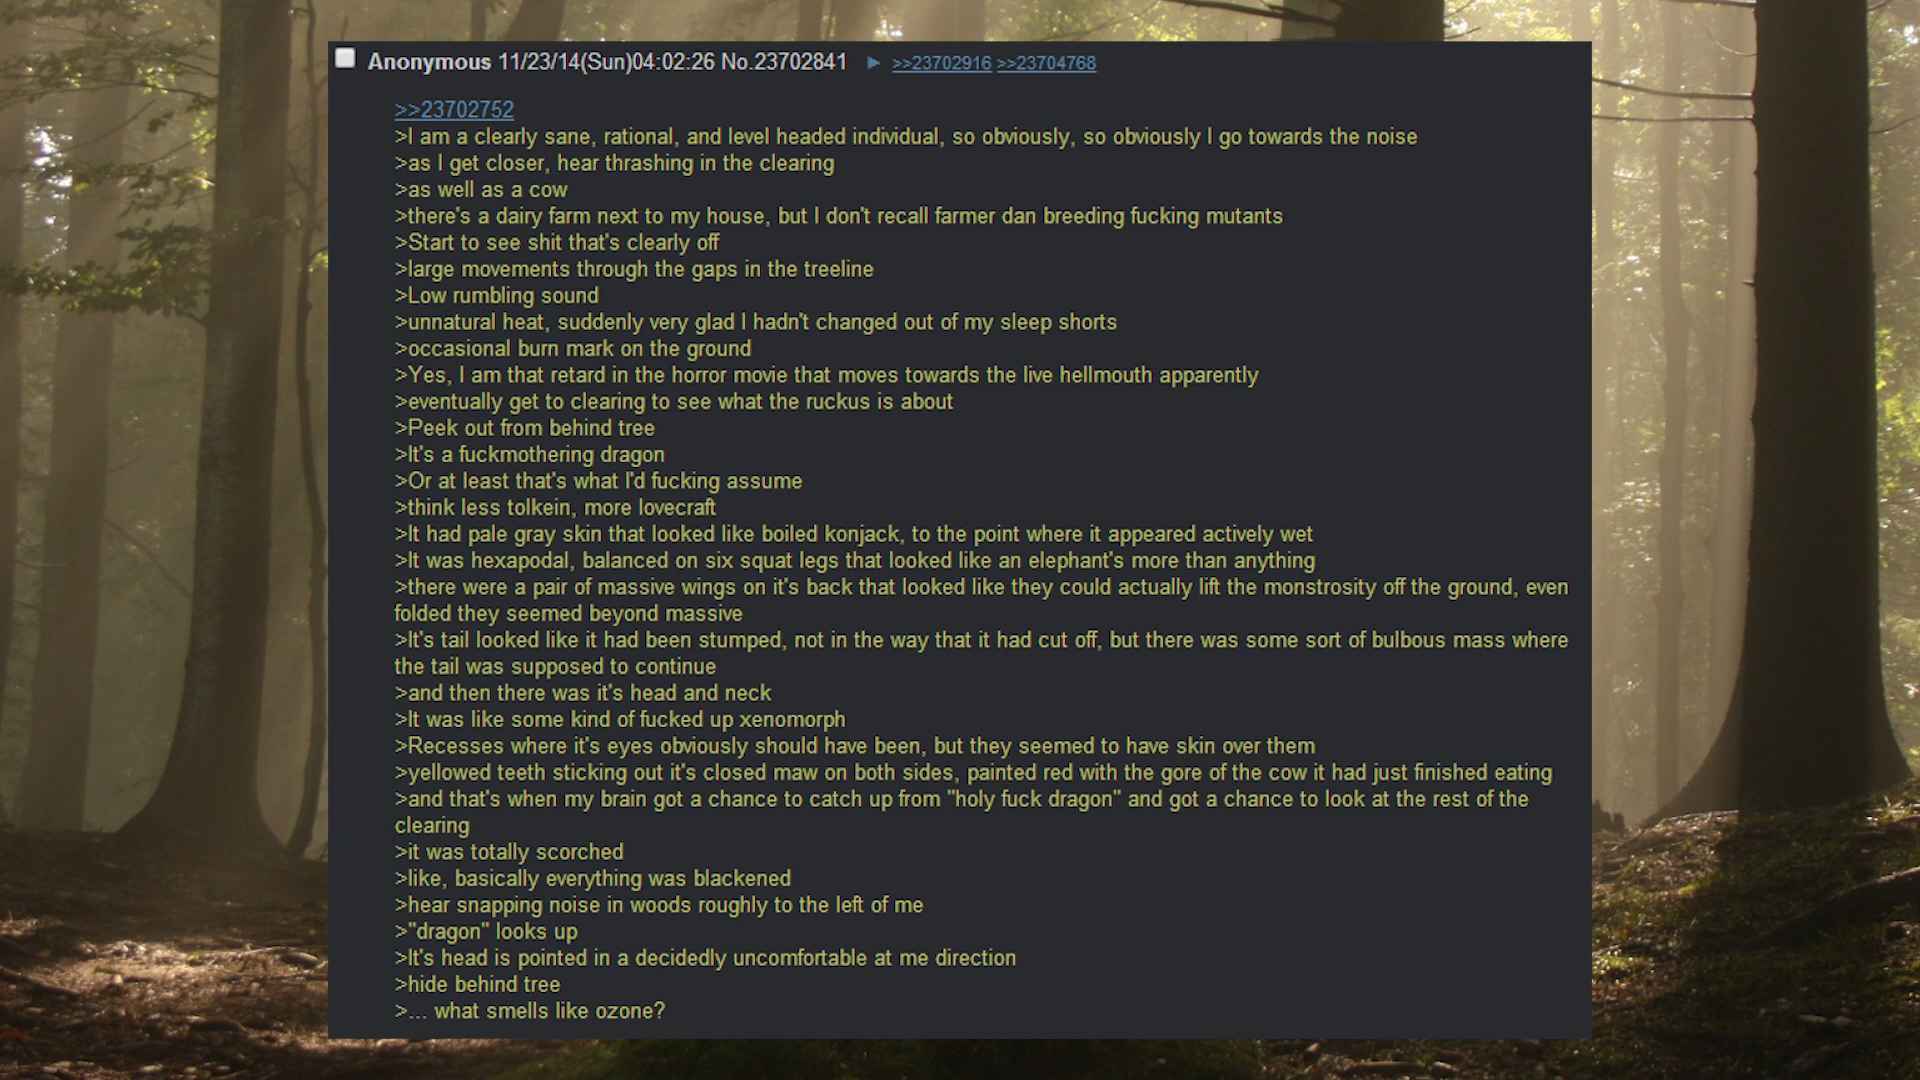 Anonymous 11/23/14(Sun)04:02:26 No.23702841 ▶ >>23702916 >>23704768
>>23702752
>I am a clearly sane, rational, and level headed individual, so obviously, so obviously I go towards the noise
>as I get closer, hear thrashing in the clearing
>as well as a cow
>there's a dairy farm next to my house, but I don't recall farmer dan breeding fucking mutants
>Start to see shit that's clearly off
>large movements through the gaps in the treeline
>Low rumbling sound
>unnatural heat, suddenly very glad I hadn't changed out of my sleep shorts
>occasional burn mark on the ground
>Yes, I am that retard in the horror movie that moves towards the live hellmouth apparently
>eventually get to clearing to see what the ruckus is about
>Peek out from behind tree
>It's a fuckmothering dragon
>Or at least that's what I'd fucking assume
>think less tolkein, more lovecraft
>It had pale gray skin that looked like boiled konjack, to the point where it appeared actively wet
>It was hexapodal, balanced on six squat legs that looked like an elephant's more than anything
>there were a pair of massive wings on it's back that looked like they could actually lift the monstrosity off the ground, even
folded they seemed beyond massive
>It's tail looked like it had been stumped, not in the way that it had cut off, but there was some sort of bulbous mass where
the tail was supposed to continue
>and then there was it's head and neck
>It was like some kind of fucked up xenomorph
>Recesses where it's eyes obviously should have been, but they seemed to have skin over them
>yellowed teeth sticking out it's closed maw on both sides, painted red with the gore of the cow it had just finished eating
>and that's when my brain got a chance to catch up from "holy fuck dragon" and got a chance to look at the rest of the
clearing
>it was totally scorched
>like, basically everything was blackened
>hear snapping noise in woods roughly to the left of me
>"dragon" looks up
>It's head is pointed in a decidedly uncomfortable at me direction
>hide behind tree
>... what smells like ozone?